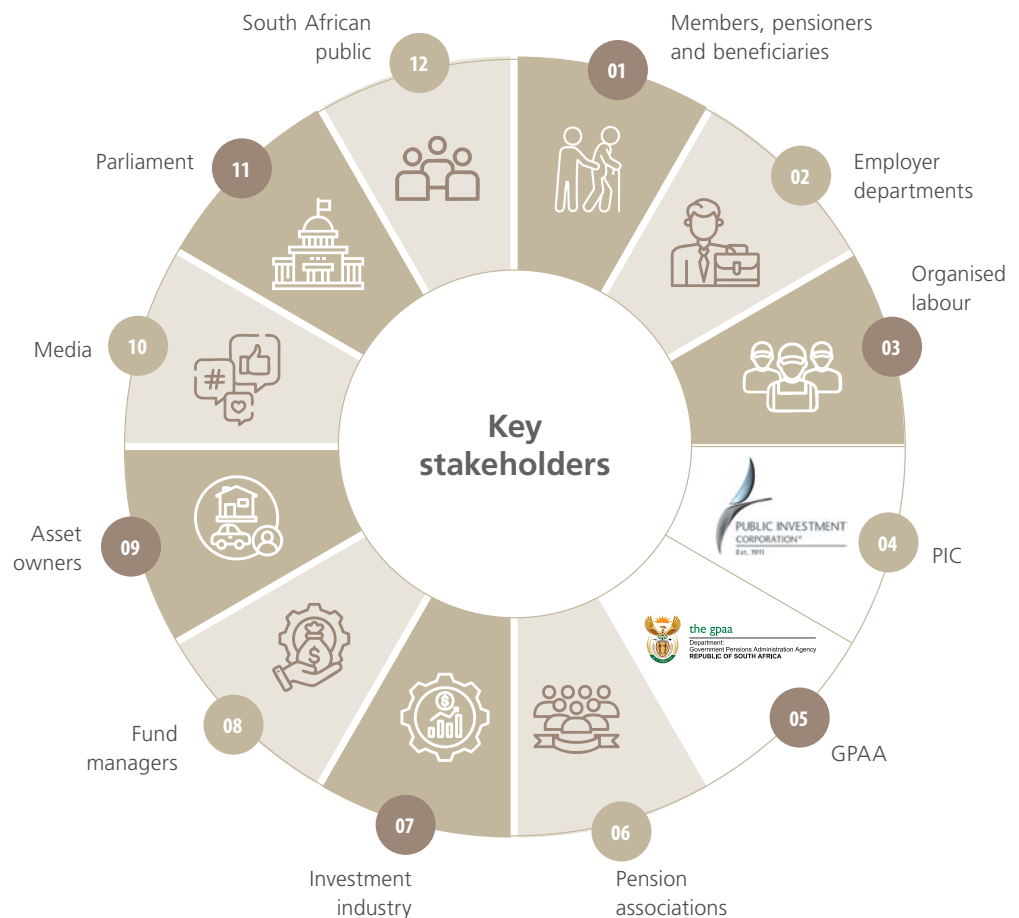 Key
stakeholders
01
Members, pensioners
and beneficiaries
02
Employer
departments
03
Organised
labour
PUBLIC INVESTMENT
CORPORATION®
Est. 1911
04
PIC
the gpaa
Department:
Government Pensions Administration Agency
REPUBLIC OF SOUTH AFRICA
05
GPAA
06
Pension
associations
07
Investment
industry
$
08
Fund
managers
$
09
Asset
owners
10
Media
#
11
Parliament
12
South African
public